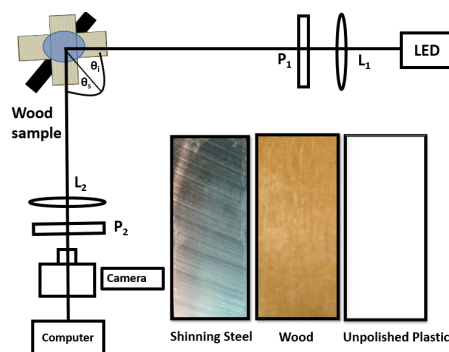 θi
θs
P1
L1
LED
Wood
sample
L2
P2
Camera
Computer
Shinning Steel
Wood
Unpolished Plastic